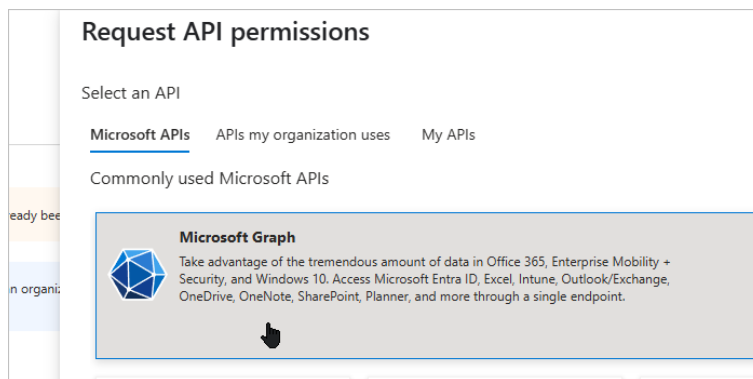 Request API permissions
Select an API
Microsoft APIs APIs my organization uses My APIs
Commonly used Microsoft APIs
eady bee
Microsoft Graph
Take advantage of the tremendous amount of data in Office 365, Enterprise Mobility +
Security, and Windows 10. Access Microsoft Entra ID, Excel, Intune, Outlook/Exchange,
OneDrive, OneNote, SharePoint, Planner, and more through a single endpoint.
n organiz